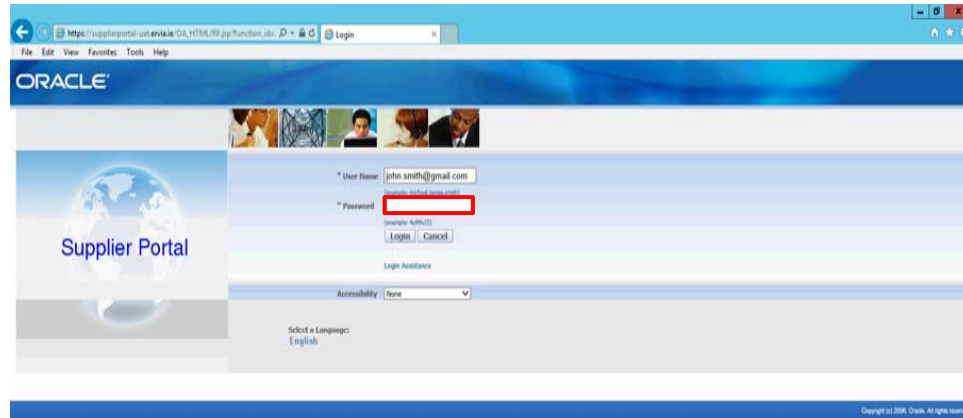 https://supplierportal-uat.ervia.ie/OA_HTML/RF.jsp?function_id=
Login
File Edit View Favorites Tools Help
ORACLE
* User Name john.smith@gmail.com
(example: michael.james.smith)
* Password
(example: 4u99v23)
Login Cancel
Login Assistance
Supplier Portal
Accessibility None
Select a Language:
English
Copyright (c) 2006, Oracle. All rights